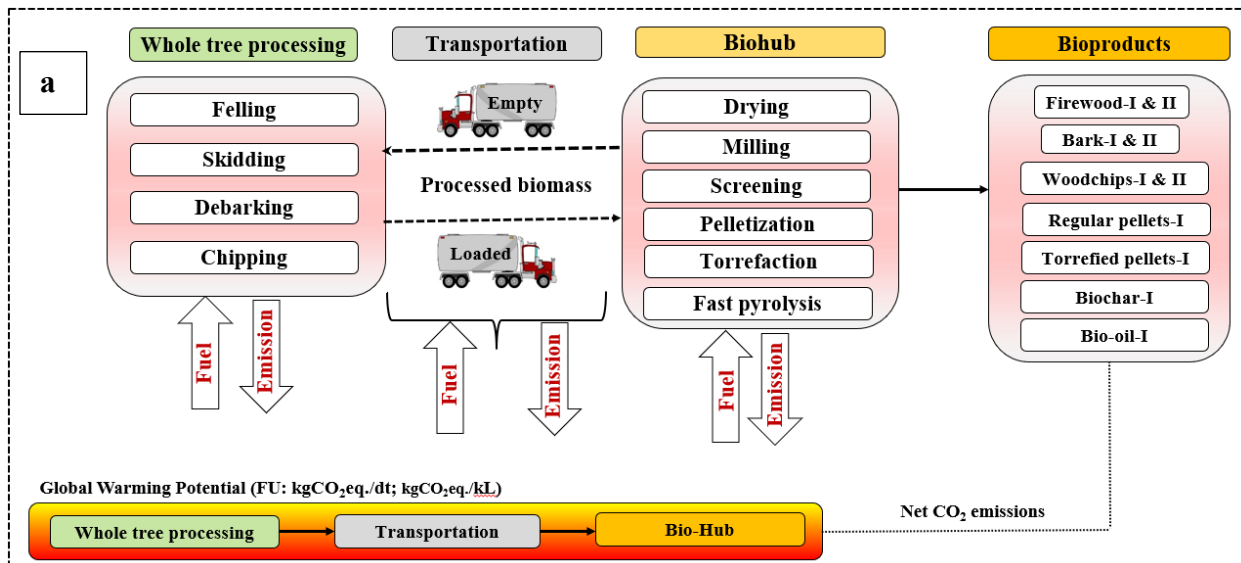 a
Whole tree processing
Felling
Skidding
Debarking
Chipping
Fuel
Emission
Transportation
Empty
Processed biomass
Loaded
Fuel
Emission
Biohub
Drying
Milling
Screening
Pelletization
Torrefaction
Fast pyrolysis
Fuel
Emission
Bioproducts
Firewood-I & II
Bark-I & II
Woodchips-I & II
Regular pellets-I
Torrefied pellets-I
Biochar-I
Bio-oil-I
Global Warming Potential (FU: kgCO₂eq./dt; kgCO₂eq./kL)
Whole tree processing
Transportation
Bio-Hub
Net CO₂ emissions